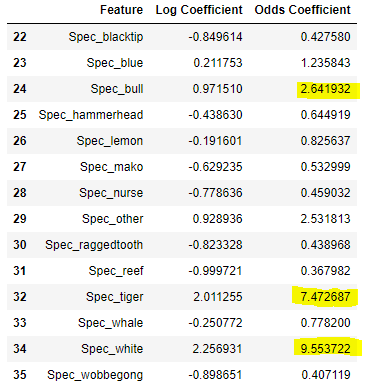 Feature Log Coefficient Odds Coefficient
22 Spec_blacktip -0.849614 0.427580
23 Spec_blue 0.211753 1.235843
24 Spec_bull 0.971510 2.641932
25 Spec_hammerhead -0.438630 0.644919
26 Spec_lemon -0.191601 0.825637
27 Spec_mako -0.629235 0.532999
28 Spec_nurse -0.778636 0.459032
29 Spec_other 0.928936 2.531813
30 Spec_raggedtooth -0.823328 0.438968
31 Spec_reef -0.999721 0.367982
32 Spec_tiger 2.011255 7.472687
33 Spec_whale -0.250772 0.778200
34 Spec_white 2.256931 9.553722
35 Spec_wobbegong -0.898651 0.407119